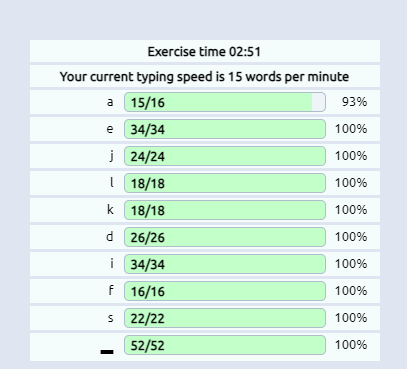 Exercise time 02:51
Your current typing speed is 15 words per minute
a 15/16 93%
e 34/34 100%
j 24/24 100%
l 18/18 100%
k 18/18 100%
d 26/26 100%
i 34/34 100%
f 16/16 100%
s 22/22 100%
▂ 52/52 100%